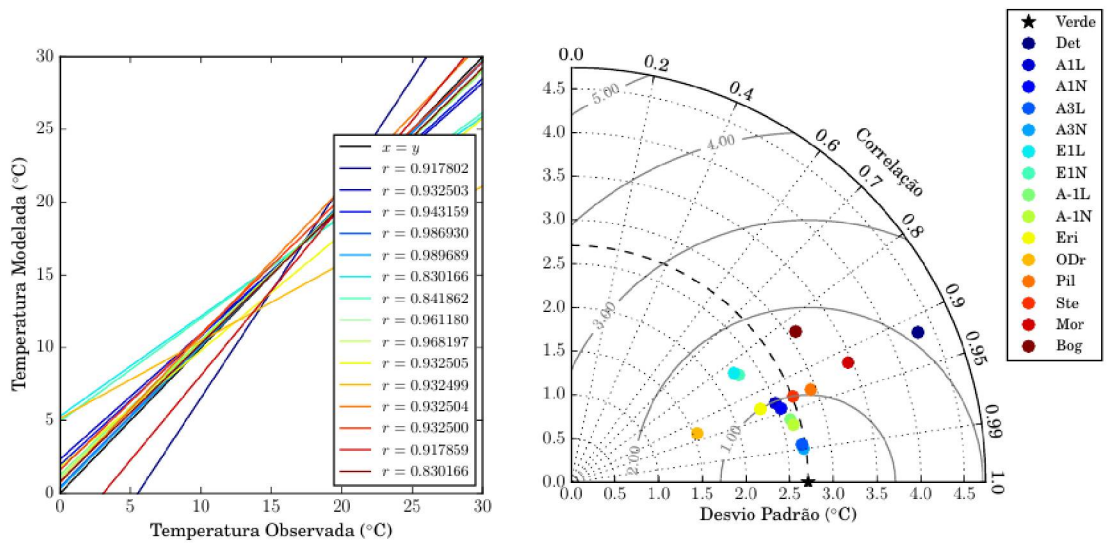 Temperatura Modelada (°C)
30
25
20
15
10
5
0
0
5
10
15
20
25
30
Temperatura Observada (°C)
x = y
r = 0.917802
r = 0.932503
r = 0.943159
r = 0.986930
r = 0.989689
r = 0.830166
r = 0.841862
r = 0.961180
r = 0.968197
r = 0.932505
r = 0.932499
r = 0.932504
r = 0.932500
r = 0.917859
r = 0.830166
0.0
0.2
0.4
0.6
0.7
0.8
0.9
0.95
0.99
1.0
Correlação
4.5
4.0
3.5
3.0
2.5
2.0
1.5
1.0
0.5
0.0
0.0
0.5
1.0
1.5
2.0
2.5
3.0
3.5
4.0
4.5
5.00
4.00
3.00
2.00
1.00
Desvio Padrão (°C)
Verde
Det
A1L
A1N
A3L
A3N
E1L
E1N
A-1L
A-1N
Eri
ODr
Pil
Ste
Mor
Bog